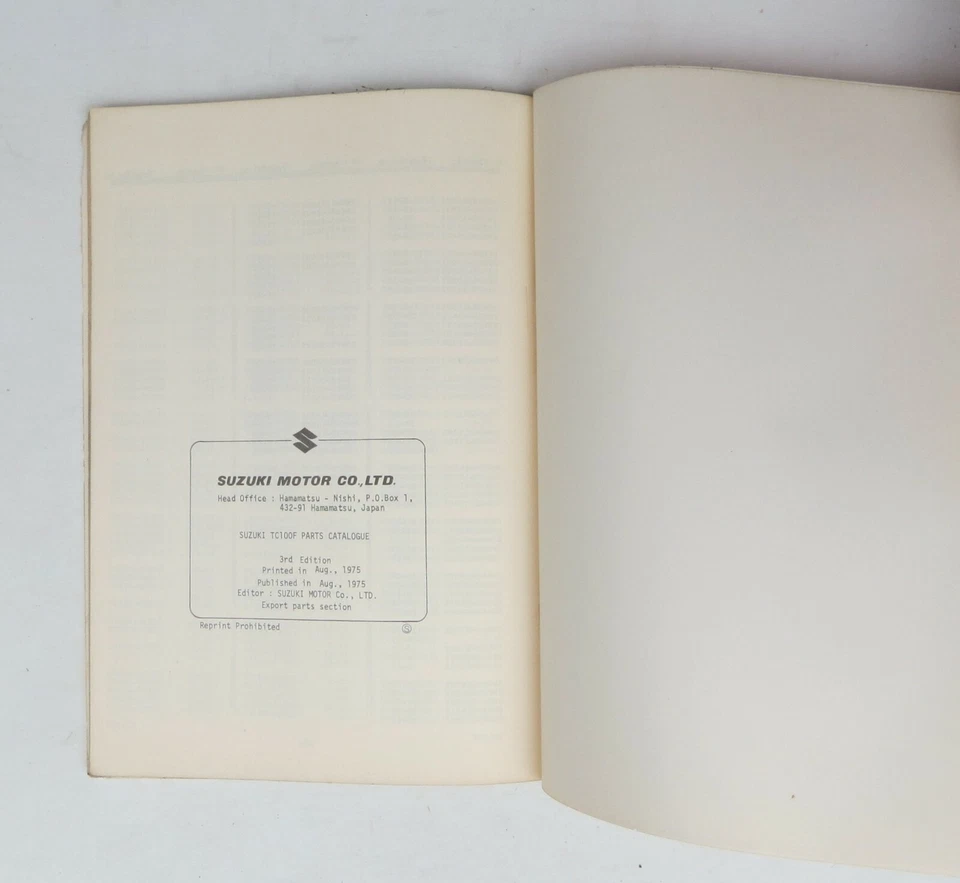 SUZUKI MOTOR CO.,LTD.
Head Office : Hamamatsu - Nishi, P.O.Box 1,
432-91 Hamamatsu, Japan
SUZUKI TC100F PARTS CATALOGUE
3rd Edition
Printed in Aug., 1975
Published in Aug., 1975
Editor : SUZUKI MOTOR Co., LTD.
Export parts section
Reprint Prohibited Ⓢ